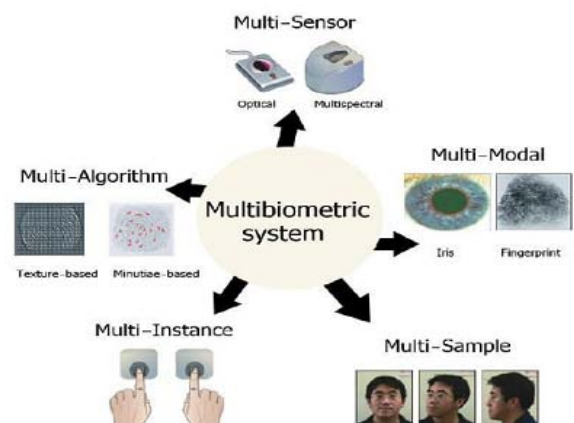 Multi-Sensor
Optical Multispectral
Multi-Modal
Iris Fingerprint
Multi-Algorithm
Texture-based Minutiae-based
Multibiometric
system
Multi-Instance
Multi-Sample